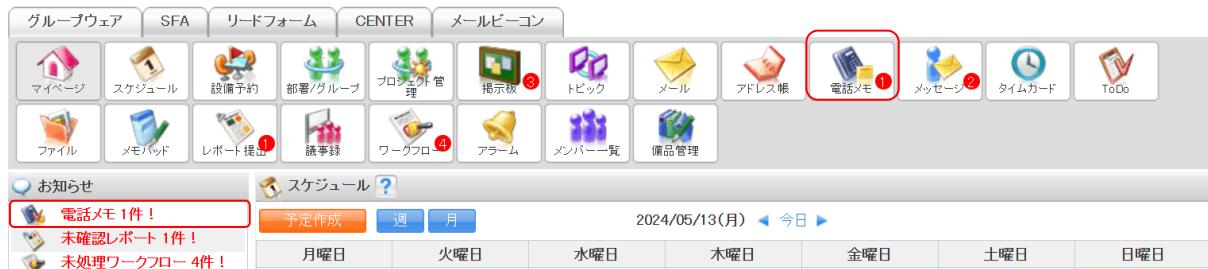 グループウェア SFA リードフォーム CENTER メールビーコン
マイページ スケジュール 設備予約 部署/グループ プロジェクト管理 掲示板 3 トピック メール アドレス帳 電話メモ 1 メッセージ 2 タイムカード ToDo
ファイル メモパッド レポート提出 1 議事録 ワークフロー 4 アラーム メンバー一覧 備品管理
お知らせ
電話メモ 1件！
未確認レポート 1件！
未処理ワークフロー 4件！
スケジュール ?
予定作成 週 月 2024/05/13(月) 今日
月曜日 火曜日 水曜日 木曜日 金曜日 土曜日 日曜日